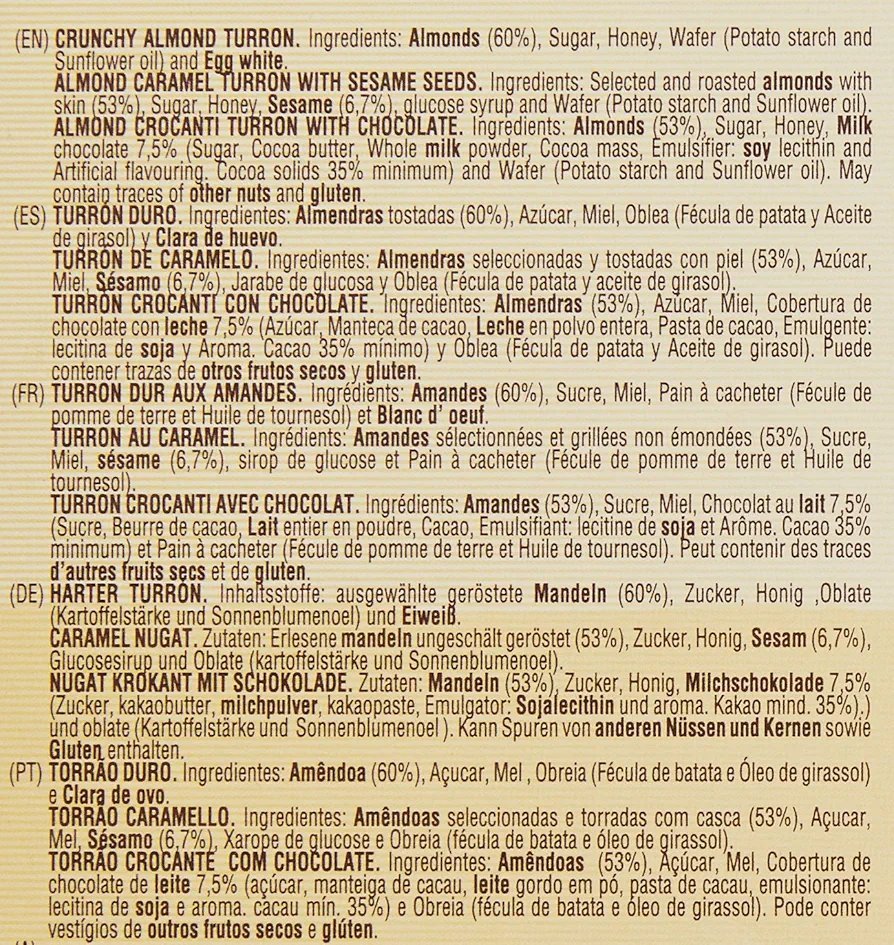 (EN) CRUNCHY ALMOND TURRON. Ingredients: Almonds (60%), Sugar, Honey, Wafer (Potato starch and
Sunflower oil) and Egg white.
ALMOND CARAMEL TURRON WITH SESAME SEEDS. Ingredients: Selected and roasted almonds with
skin (53%), Sugar, Honey, Sesame (6,7%), glucose syrup and Wafer (Potato starch and Sunflower oil).
ALMOND CROCANTI TURRON WITH CHOCOLATE. Ingredients: Almonds (53%), Sugar, Honey, Milk
chocolate 7,5% (Sugar, Cocoa butter, Whole milk powder, Cocoa mass, Emulsifier: soy lecithin and
Artificial flavouring. Cocoa solids 35% minimum) and Wafer (Potato starch and Sunflower oil). May
contain traces of other nuts and gluten.
(ES) TURRÓN DURO. Ingredientes: Almendras tostadas (60%), Azúcar, Miel, Oblea (Fécula de patata y Aceite
de girasol) y Clara de huevo.
TURRÓN DE CARAMELO. Ingredientes: Almendras seleccionadas y tostadas con piel (53%), Azúcar,
Miel, Sésamo (6,7%), Jarabe de glucosa y Oblea (Fécula de patata y aceite de girasol).
TURRÓN CROCANTI CON CHOCOLATE. Ingredientes: Almendras (53%), Azúcar, Miel, Cobertura de
chocolate con leche 7,5% (Azúcar, Manteca de cacao, Leche en polvo entera, Pasta de cacao, Emulgente:
lecitina de soja y Aroma. Cacao 35% mínimo) y Oblea (Fécula de patata y Aceite de girasol). Puede
contener trazas de otros frutos secos y gluten.
(FR) TURRON DUR AUX AMANDES. Ingrédients: Amandes (60%), Sucre, Miel, Pain à cacheter (Fécule de
pomme de terre et Huile de tournesol) et Blanc d' oeuf.
TURRON AU CARAMEL. Ingrédients: Amandes sélectionnées et grillées non émondées (53%), Sucre,
Miel, sésame (6,7%), sirop de glucose et Pain à cacheter (Fécule de pomme de terre et Huile de
tournesol).
TURRON CROCANTI AVEC CHOCOLAT. Ingrédients: Amandes (53%), Sucre, Miel, Chocolat au lait 7,5%
(Sucre, Beurre de cacao, Lait entier en poudre, Cacao, Emulsifiant: lecitine de soja et Arôme. Cacao 35%
minimum) et Pain à cacheter (Fécule de pomme de terre et Huile de tournesol). Peut contenir des traces
d'autres fruits secs et de gluten.
(DE) HARTER TURRÓN. Inhaltsstoffe: ausgewählte geröstete Mandeln (60%), Zucker, Honig ,Oblate
(Kartoffelstärke und Sonnenblumenoel) und Eiweiß.
CARAMEL NUGAT. Zutaten: Erlesene mandeln ungeschält geröstet (53%), Zucker, Honig, Sesam (6,7%),
Glucosesirup und Oblate (kartoffelstärke und Sonnenblumenoel).
NUGAT KROKANT MIT SCHOKOLADE. Zutaten: Mandeln (53%), Zucker, Honig, Milchschokolade 7,5%
(Zucker, kakaobutter, milchpulver, kakaopaste, Emulgator: Sojalecithin und aroma. Kakao mind. 35%).)
und oblate (Kartoffelstärke und Sonnenblumenoel ). Kann Spuren von anderen Nüssen und Kernen sowie
Gluten enthalten.
(PT) TORRÃO DURO. Ingredientes: Amêndoa (60%), Açucar, Mel , Obreia (Fécula de batata e Óleo de girassol)
e Clara de ovo.
TORRÃO CARAMELLO. Ingredientes: Amêndoas seleccionadas e torradas com casca (53%), Açucar,
Mel, Sésamo (6,7%), Xarope de glucose e Obreia (fécula de batata e óleo de girassol).
TORRÃO CROCANTE COM CHOCOLATE. Ingredientes: Amêndoas (53%), Açúcar, Mel, Cobertura de
chocolate de leite 7,5% (açúcar, manteiga de cacau, leite gordo em pó, pasta de cacau, emulsionante:
lecitina de soja e aroma. cacau mín. 35%) e Obreia (fécula de batata e óleo de girassol). Pode conter
vestígios de outros frutos secos e glúten.